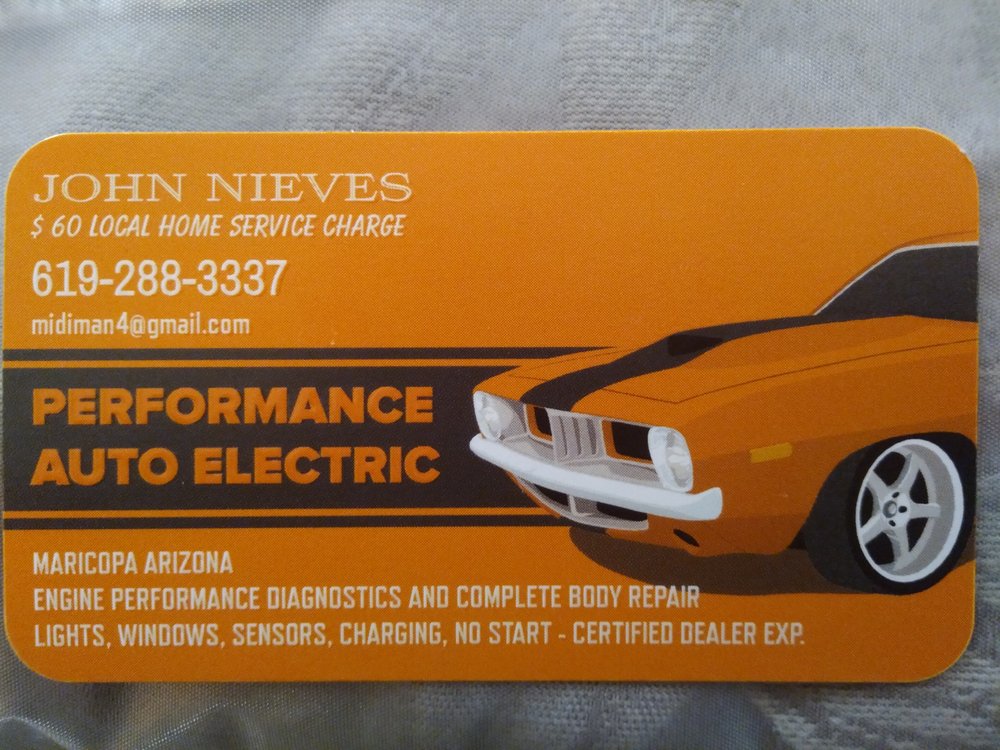 JOHN NIEVES
$ 60 LOCAL HOME SERVICE CHARGE
619-288-3337
midiman4@gmail.com
PERFORMANCE
AUTO ELECTRIC
MARICOPA ARIZONA
ENGINE PERFORMANCE DIAGNOSTICS AND COMPLETE BODY REPAIR
LIGHTS, WINDOWS, SENSORS, CHARGING, NO START - CERTIFIED DEALER EXP.